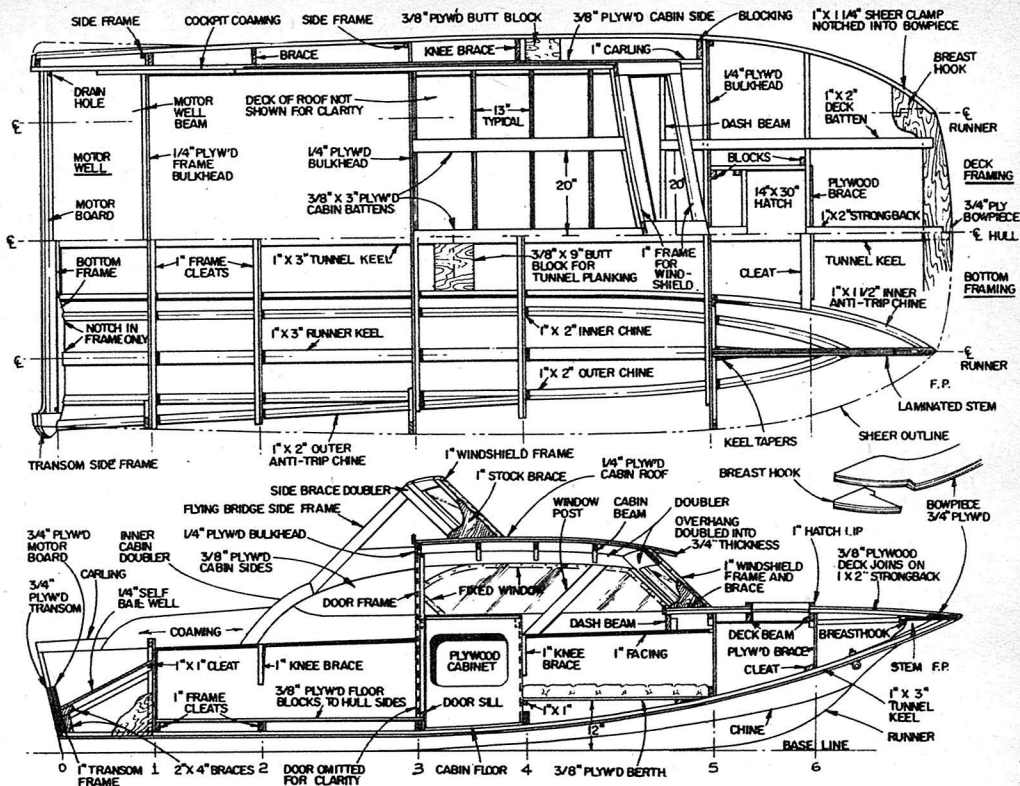 SIDE FRAME
COCKPIT COAMING
SIDE FRAME
3/8" PLYWD BUTT BLOCK
3/8" PLYW'D CABIN SIDE
BLOCKING
1" X 1 1/4" SHEER CLAMP
NOTCHED INTO BOWPIECE
BRACE
KNEE BRACE
1" CARLING
BREAST
HOOK
DRAIN
HOLE
MOTOR
WELL
BEAM
DECK OF ROOF NOT
SHOWN FOR CLARITY
13"
TYPICAL
1/4" PLYW'D
BULKHEAD
1" X 2"
DECK
BATTEN
℄
℄
RUNNER
DASH BEAM
MOTOR
WELL
1/4" PLYW'D
FRAME
BULKHEAD
1/4" PLYW'D
BULKHEAD
BLOCKS
DECK
FRAMING
3/8" X 3" PLYW'D
CABIN BATTENS
20"
20"
14" X 30"
HATCH
PLYWOOD
BRACE
MOTOR
BOARD
1" X 2" STRONGBACK
3/4" PLY
BOWPIECE
℄
℄ HULL
BOTTOM
FRAME
1" FRAME
CLEATS
1" X 3" TUNNEL KEEL
3/8" X 9" BUTT
BLOCK FOR
TUNNEL PLANKING
1" FRAME
FOR
WIND-
SHIELD
CLEAT
TUNNEL KEEL
BOTTOM
FRAMING
1" X 1 1/2" INNER
ANTI-TRIP CHINE
NOTCH IN
FRAME ONLY
1" X 3" RUNNER KEEL
1" X 2" INNER CHINE
℄
℄
RUNNER
1" X 2" OUTER CHINE
F.P.
LAMINATED STEM
TRANSOM SIDE FRAME
1" X 2" OUTER
ANTI-TRIP CHINE
KEEL TAPERS
SHEER OUTLINE
1" WINDSHIELD FRAME
1" STOCK BRACE
1/4" PLYW'D
CABIN ROOF
BREAST HOOK
BOWPIECE
3/4" PLYW'D
SIDE BRACE DOUBLER
FLYING BRIDGE SIDE FRAME
WINDOW
POST
CABIN
BEAM
DOUBLER
OVERHANG
DOUBLED INTO
3/4" THICKNESS
1" HATCH LIP
3/4" PLYW'D
MOTOR
BOARD
INNER
CABIN
DOUBLER
1/4" PLYW'D BULKHEAD
3/8" PLYW'D
CABIN SIDES
3/8" PLYWOOD
DECK JOINS ON
1 X 2" STRONGBACK
CARLING
3/4"
PLYW'D
TRANSOM
1/4" SELF
BAIL WELL
DOOR FRAME
FIXED WINDOW
1" WINDSHIELD
FRAME AND
BRACE
COAMING
DASH BEAM
DECK BEAM
BREASTHOOK
PLYW'D BRACE
CLEAT
STEM F.P.
1" X 1" CLEAT
1" KNEE BRACE
PLYWOOD
CABINET
1" KNEE
BRACE
1" FACING
1" FRAME
CLEATS
3/8" PLYW'D FLOOR
BLOCKS TO HULL SIDES
DOOR SILL
1" X 1"
12"
1" X 3"
TUNNEL
KEEL
CHINE
RUNNER
BASE LINE
0 1 2 3 4 5 6
1" TRANSOM
FRAME
2" X 4" BRACES
DOOR OMITTED
FOR CLARITY
CABIN FLOOR
3/8" PLYW'D BERTH